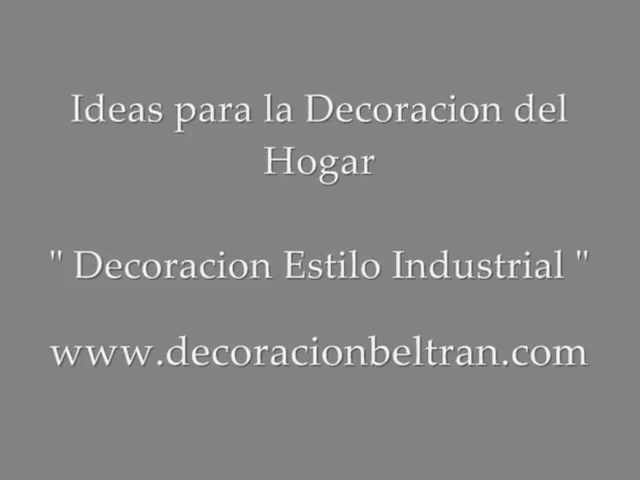 Ideas para la Decoracion del
Hogar
" Decoracion Estilo Industrial "
www.decoracionbeltran.com